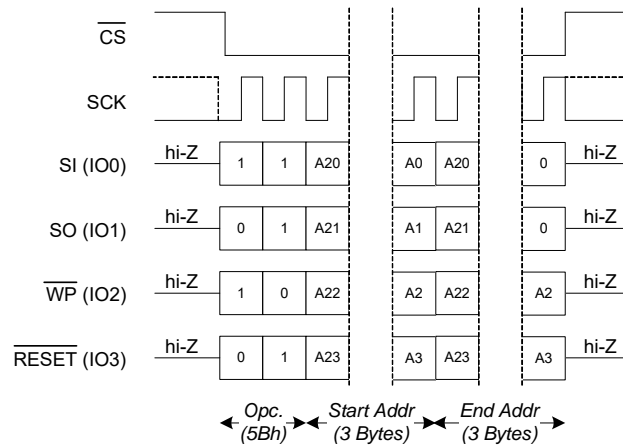 CS
SCK
SI (IO0) hi-Z 1 1 A20 A0 A20 0 hi-Z
SO (IO1) hi-Z 0 1 A21 A1 A21 0 hi-Z
WP (IO2) hi-Z 1 0 A22 A2 A22 A2 hi-Z
RESET (IO3) hi-Z 0 1 A23 A3 A23 A3 hi-Z
Opc. Start Addr End Addr
(5Bh) (3 Bytes) (3 Bytes)